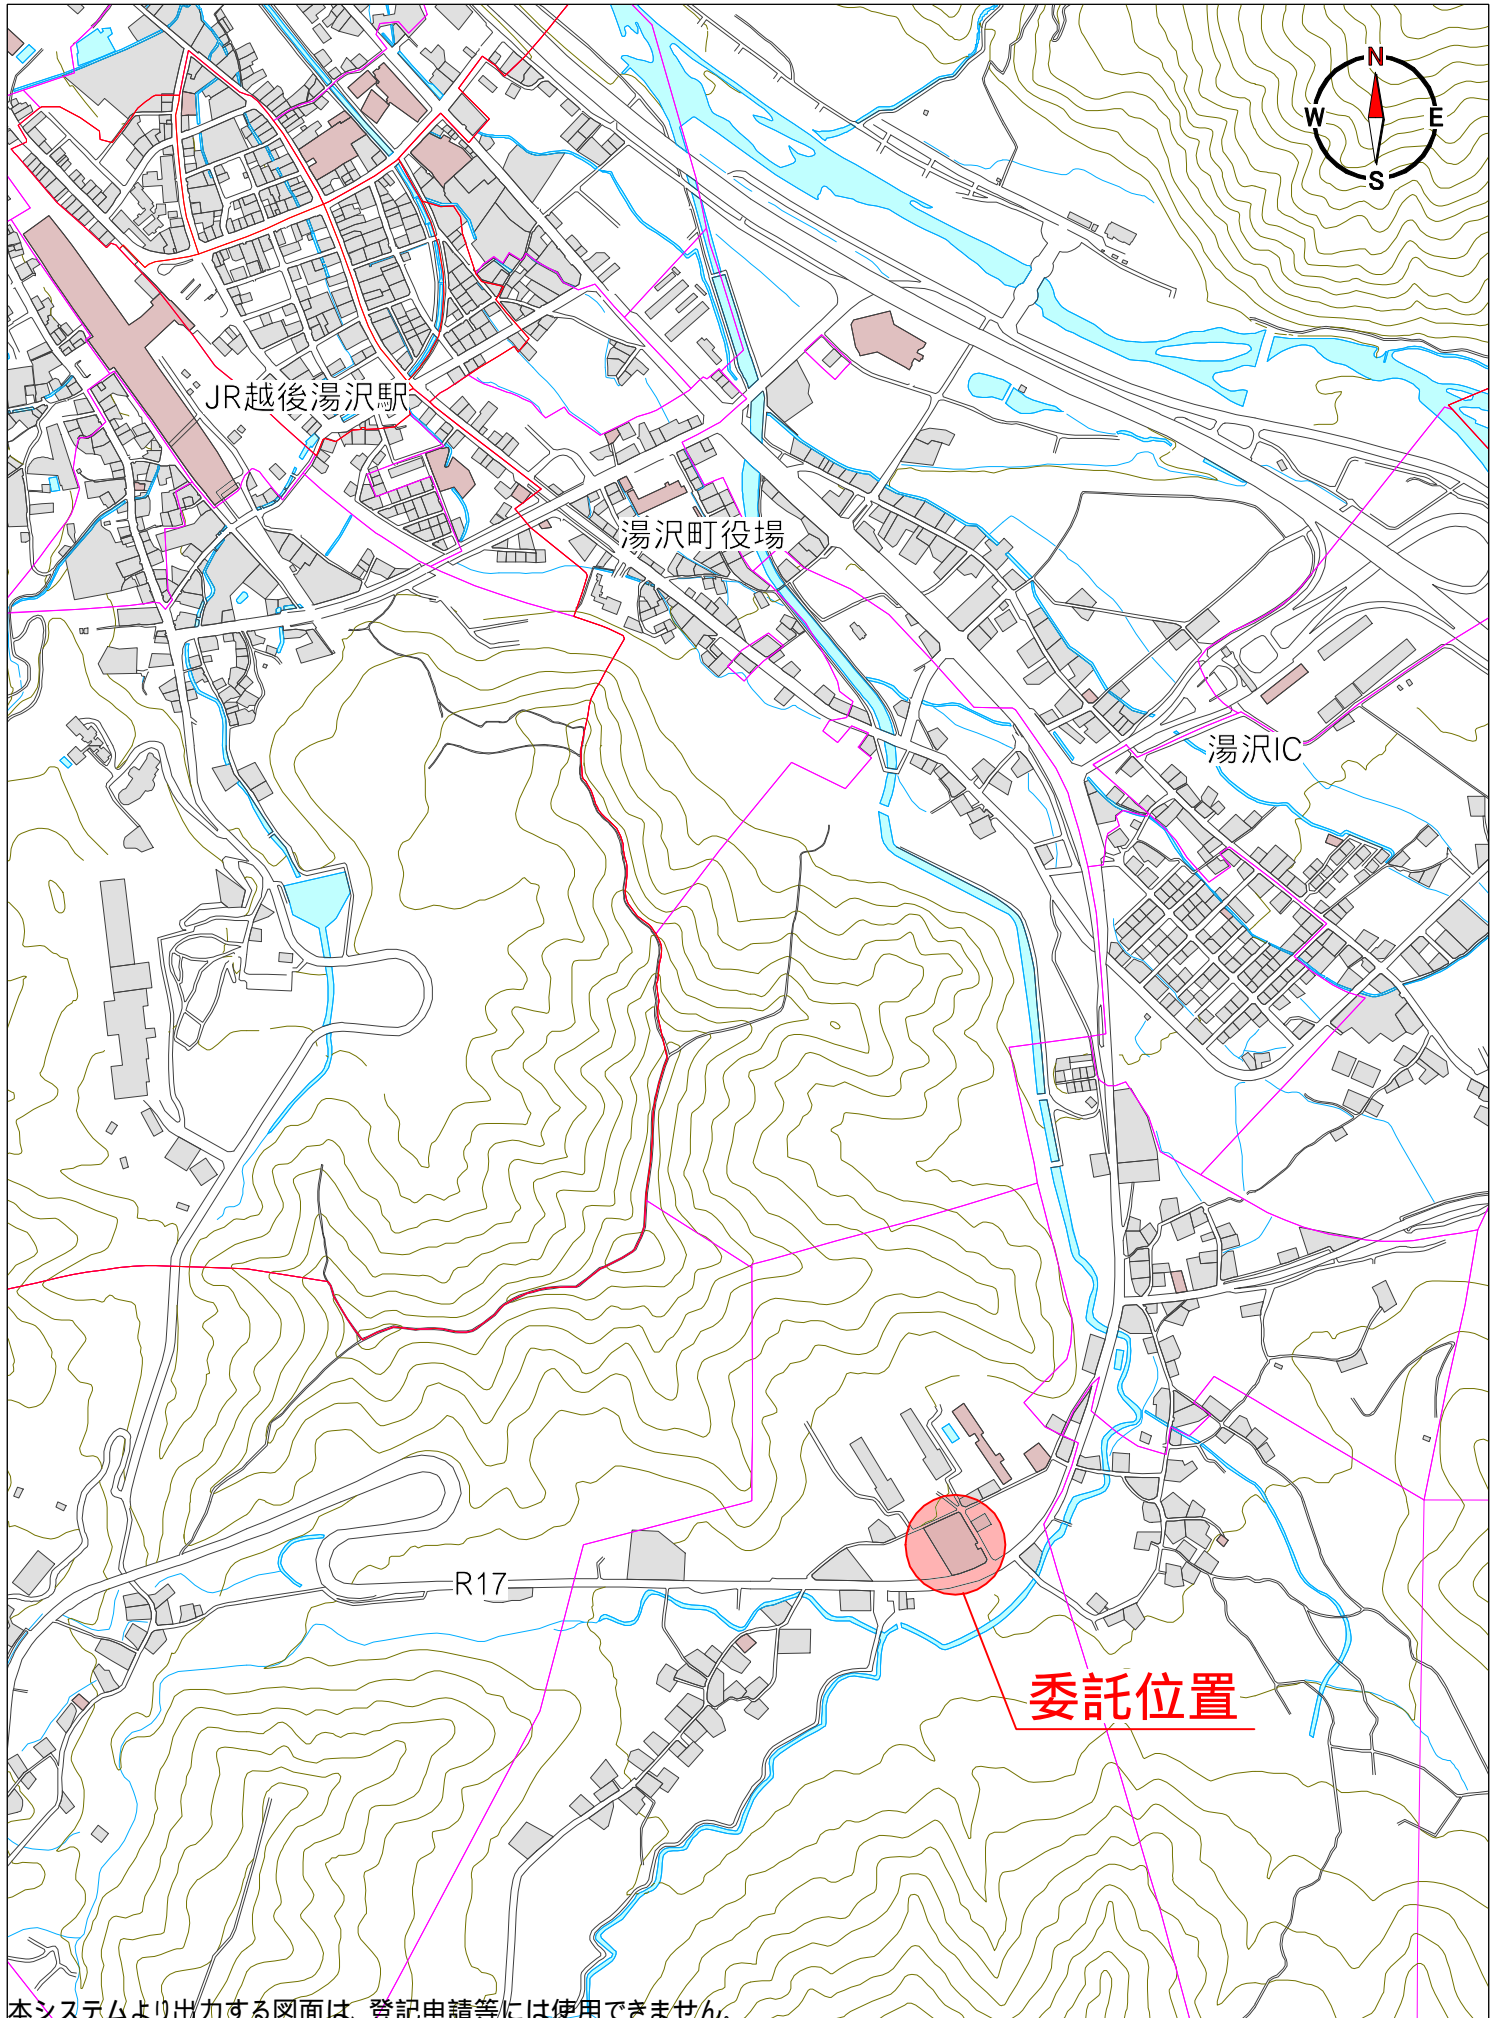 N
W
E
S
JR越後湯沢駅
湯沢町役場
湯沢IC
R17
委託位置
本システムより出力する図面は、登記申請等には使用できません。